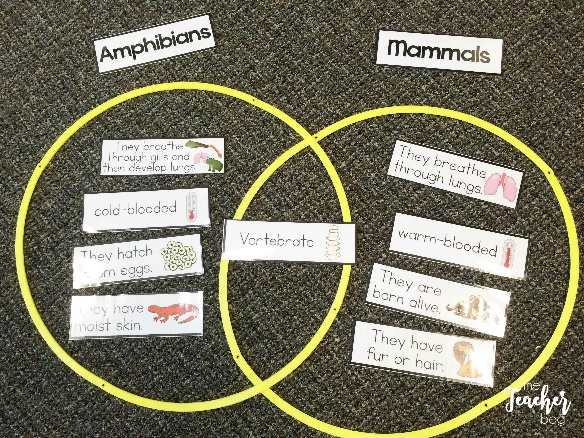 Amphibians
Mammals
They breathe
through gills and
then develop lungs.
cold-blooded
They hatch
from eggs.
They have
moist skin.
Vertebrate
They breathe
through lungs.
warm-blooded
They are
born alive.
They have
fur or hair.
the
Teacher
bag